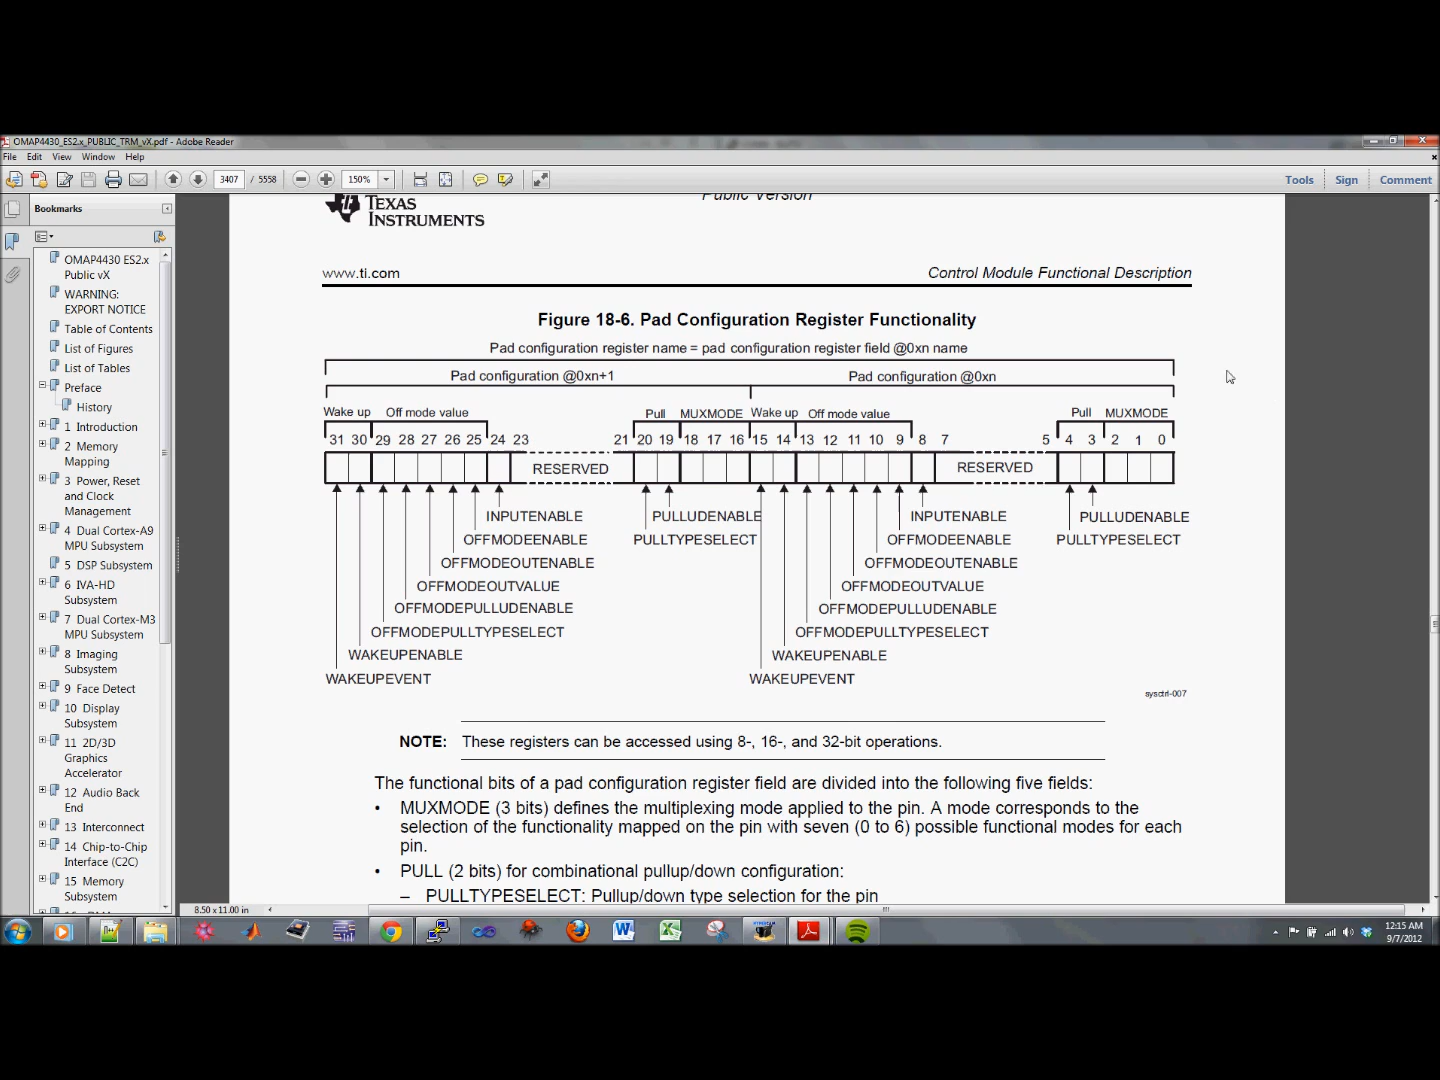 OMAP4430_ES2.x_PUBLIC_TRM_vX.pdf - Adobe Reader
File Edit View Window Help
3407 / 5558 150% Tools Sign Comment
Bookmarks
OMAP4430 ES2.x
Public vX
WARNING:
EXPORT NOTICE
Table of Contents
List of Figures
List of Tables
Preface
History
1 Introduction
2 Memory
Mapping
3 Power, Reset
and Clock
Management
4 Dual Cortex-A9
MPU Subsystem
5 DSP Subsystem
6 IVA-HD
Subsystem
7 Dual Cortex-M3
MPU Subsystem
8 Imaging
Subsystem
9 Face Detect
10 Display
Subsystem
11 2D/3D
Graphics
Accelerator
12 Audio Back
End
13 Interconnect
14 Chip-to-Chip
Interface (C2C)
15 Memory
Subsystem
Public Version
TEXAS
INSTRUMENTS
www.ti.com Control Module Functional Description
Figure 18-6. Pad Configuration Register Functionality
Pad configuration register name = pad configuration register field @0xn name
Pad configuration @0xn+1 Pad configuration @0xn
Wake up Off mode value Pull MUXMODE Wake up Off mode value Pull MUXMODE
31 30 29 28 27 26 25 24 23 21 20 19 18 17 16 15 14 13 12 11 10 9 8 7 5 4 3 2 1 0
RESERVED RESERVED
INPUTENABLE PULLUDENABLE INPUTENABLE PULLUDENABLE
OFFMODEENABLE PULLTYPESELECT OFFMODEENABLE PULLTYPESELECT
OFFMODEOUTENABLE OFFMODEOUTENABLE
OFFMODEOUTVALUE OFFMODEOUTVALUE
OFFMODEPULLUDENABLE OFFMODEPULLUDENABLE
OFFMODEPULLTYPESELECT OFFMODEPULLTYPESELECT
WAKEUPENABLE WAKEUPENABLE
WAKEUPEVENT WAKEUPEVENT
sysctrl-007
NOTE: These registers can be accessed using 8-, 16-, and 32-bit operations.
The functional bits of a pad configuration register field are divided into the following five fields:
• MUXMODE (3 bits) defines the multiplexing mode applied to the pin. A mode corresponds to the
selection of the functionality mapped on the pin with seven (0 to 6) possible functional modes for each
pin.
• PULL (2 bits) for combinational pullup/down configuration:
– PULLTYPESELECT: Pullup/down type selection for the pin
8.50 x 11.00 in
12:15 AM
9/7/2012